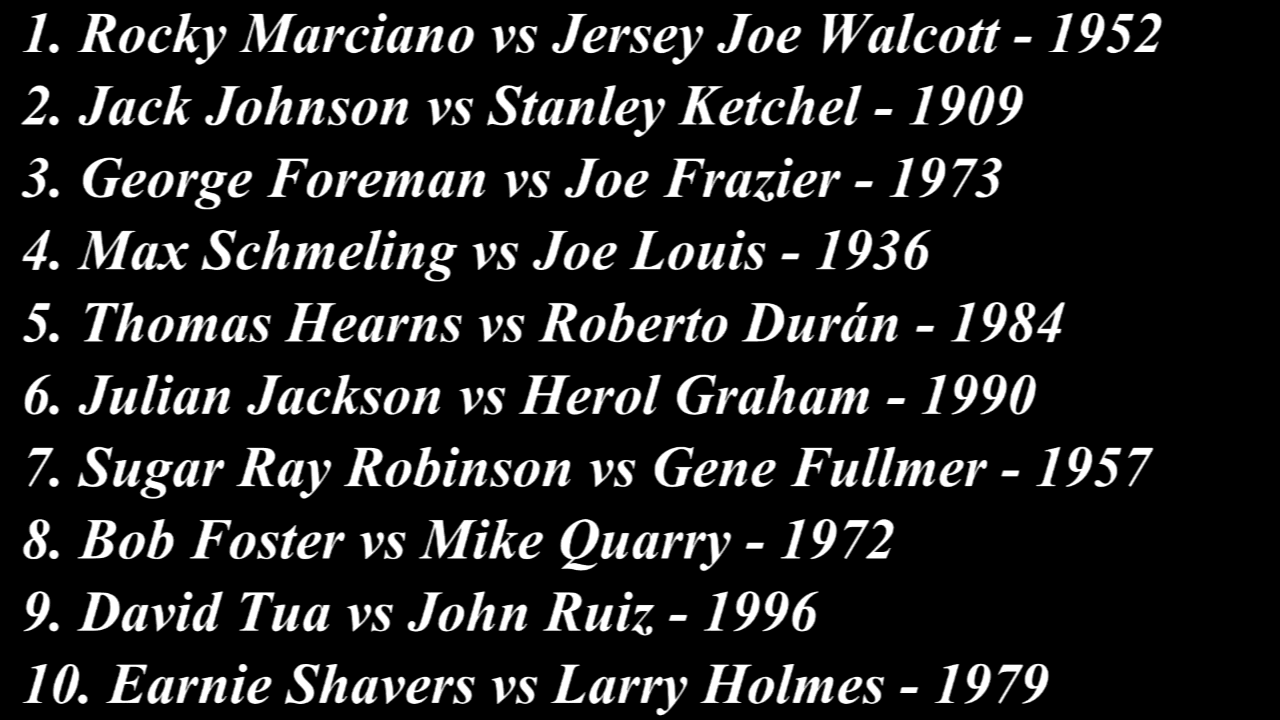 1. Rocky Marciano vs Jersey Joe Walcott - 1952
2. Jack Johnson vs Stanley Ketchel - 1909
3. George Foreman vs Joe Frazier - 1973
4. Max Schmeling vs Joe Louis - 1936
5. Thomas Hearns vs Roberto Durán - 1984
6. Julian Jackson vs Herol Graham - 1990
7. Sugar Ray Robinson vs Gene Fullmer - 1957
8. Bob Foster vs Mike Quarry - 1972
9. David Tua vs John Ruiz - 1996
10. Earnie Shavers vs Larry Holmes - 1979